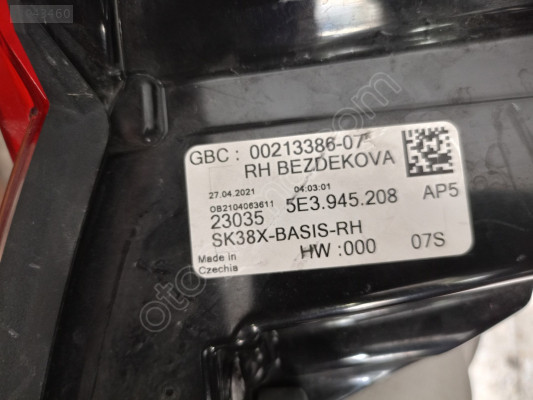 GBC : 00213386-07
RH BEZDEKOVA
27.04.2021 04:03:01
OB2104063611
23035 5E3.945.208 AP5
SK38X-BASIS-RH
Made in Czechia
HW :000 07S